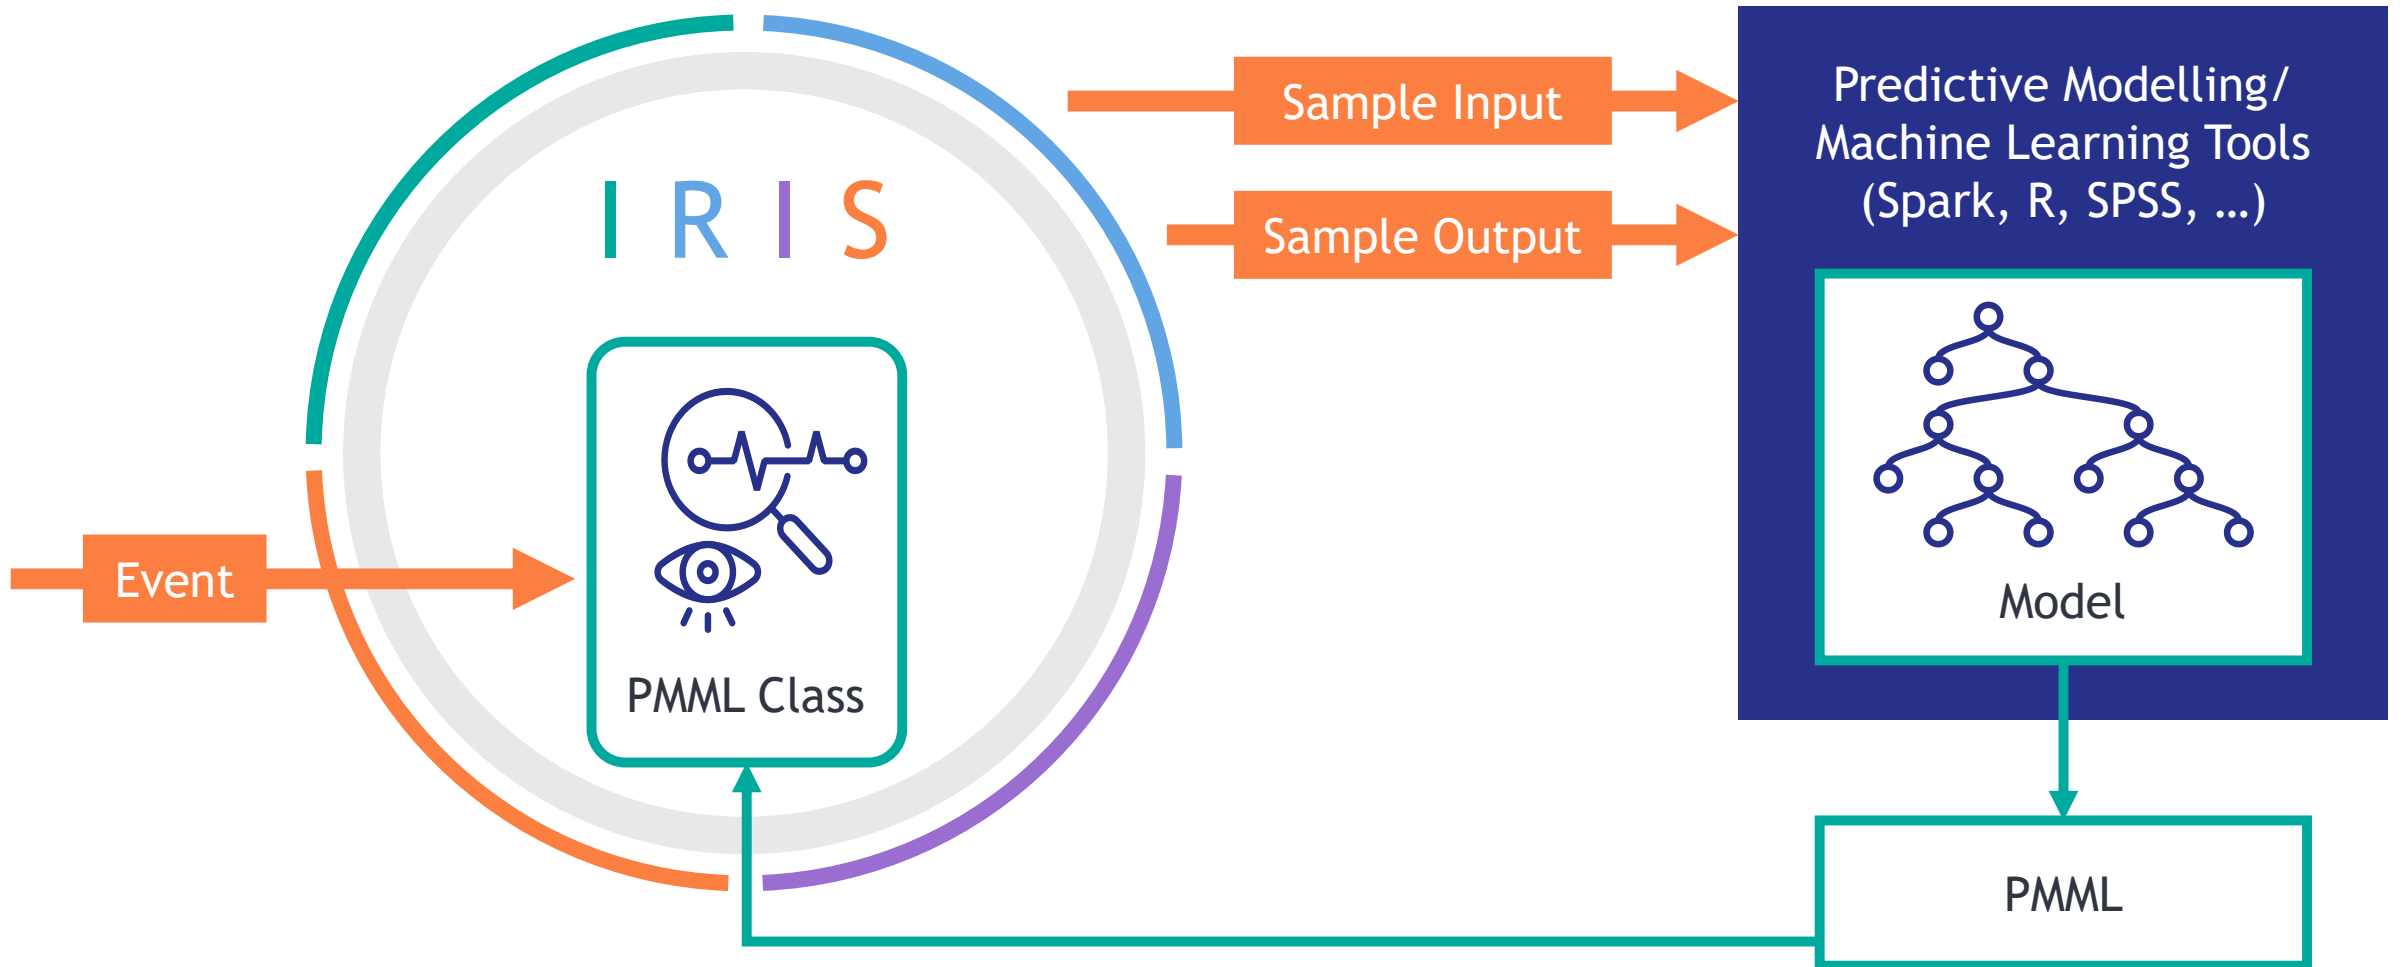 I R I S
Sample Input
Sample Output
Predictive Modelling/
Machine Learning Tools
(Spark, R, SPSS, …)
Model
Event
PMML Class
PMML